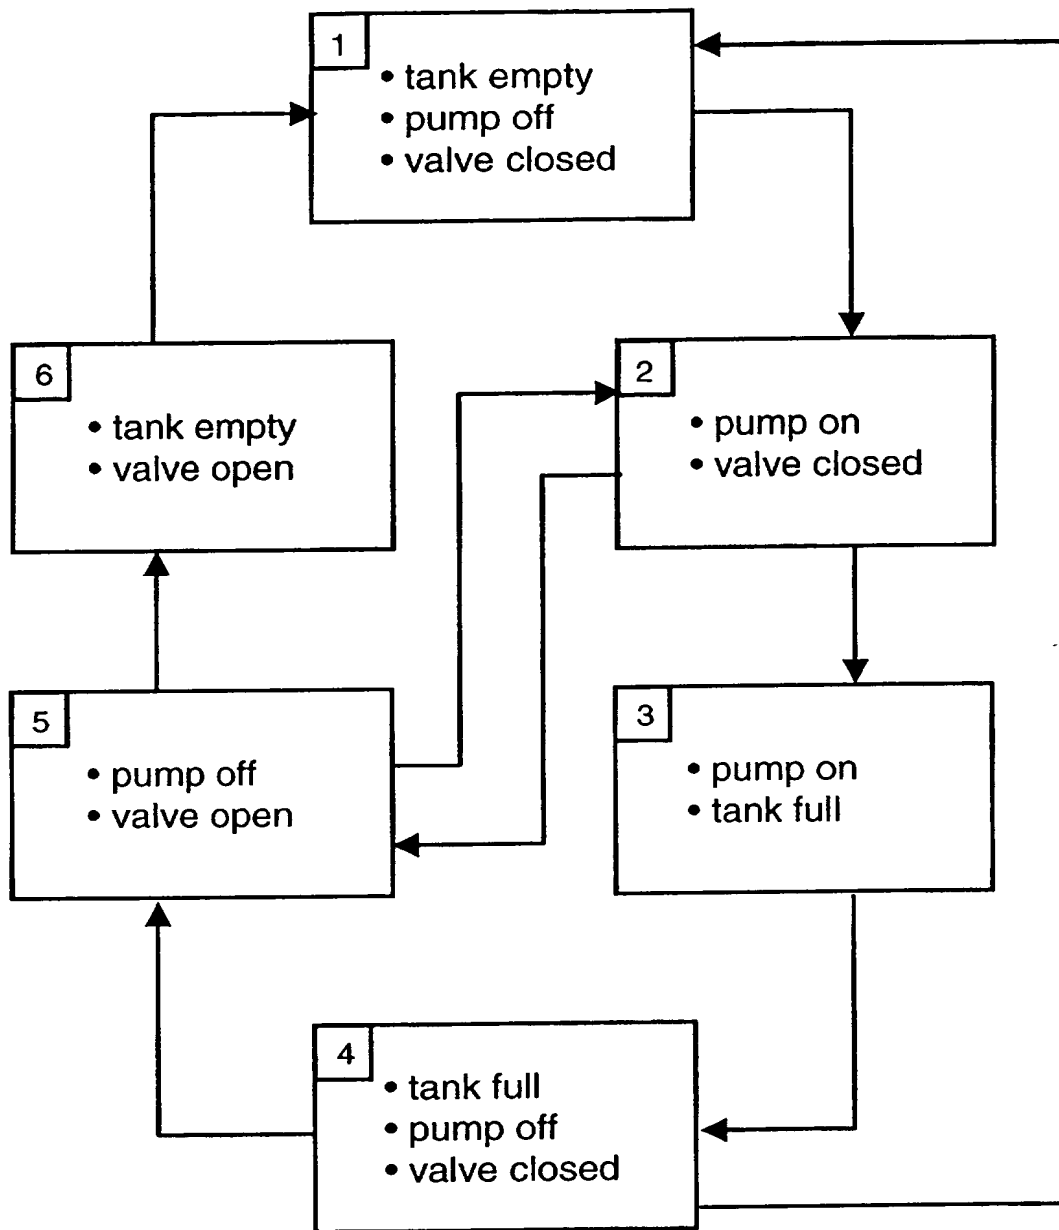 1
• tank empty
• pump off
• valve closed
6
• tank empty
• valve open
2
• pump on
• valve closed
5
• pump off
• valve open
3
• pump on
• tank full
4
• tank full
• pump off
• valve closed